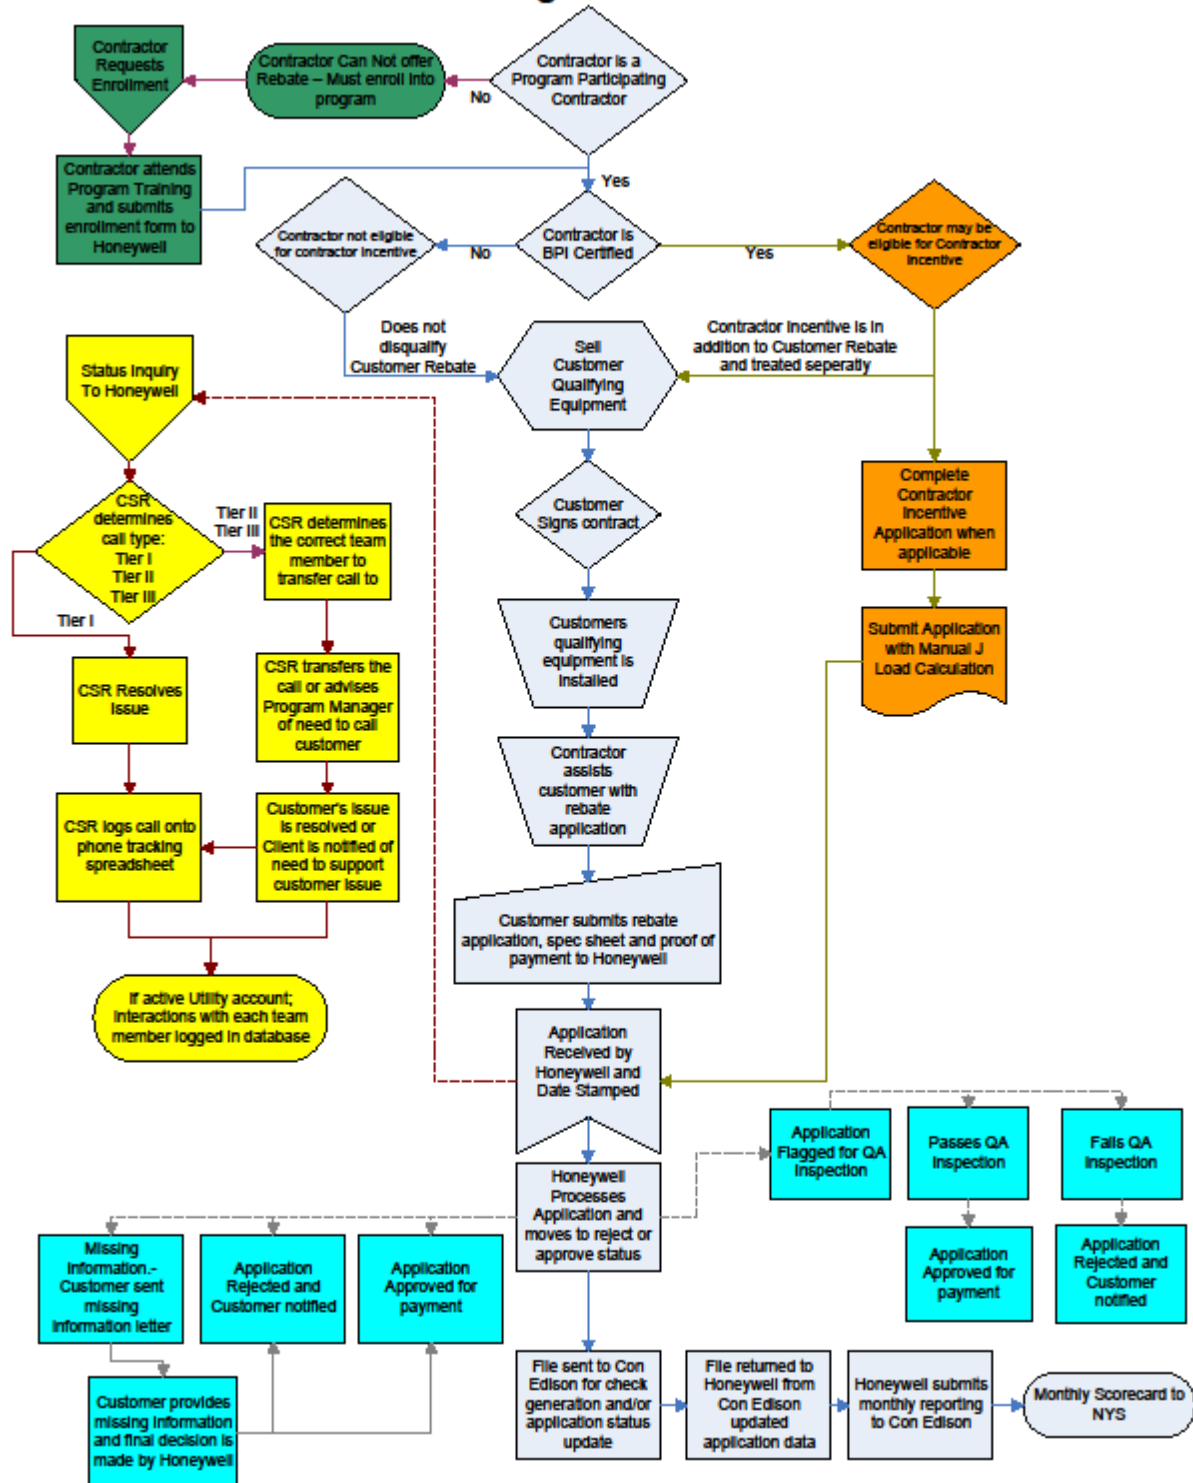 Contractor
Requests
Enrollment
Contractor Can Not offer
Rebate – Must enroll into
program
No
Contractor is a
Program Participating
Contractor
Contractor attends
Program Training
and submits
enrollment form to
Honeywell
Yes
Contractor not eligible
for contractor incentive
No
Contractor is
BPI Certified
Yes
Contractor may be
eligible for Contractor
Incentive
Does not
disqualify
Customer Rebate
Sell
Customer
Qualifying
Equipment
Contractor Incentive is in
addition to Customer Rebate
and treated seperatly
Status Inquiry
To Honeywell
CSR
determines
call type:
Tier I
Tier II
Tier III
Tier II
Tier III
Tier I
CSR determines
the correct team
member to
transfer call to
Customer
Signs contract
Complete
Contractor
Incentive
Application when
applicable
CSR Resolves
Issue
CSR transfers the
call or advises
Program Manager
of need to call
customer
Customers
qualifying
equipment is
installed
Submit Application
with Manual J
Load Calculation
CSR logs call onto
phone tracking
spreadsheet
Customer's issue
is resolved or
Client is notified of
need to support
customer issue
Contractor
assists
customer with
rebate
application
Customer submits rebate
application, spec sheet and proof of
payment to Honeywell
If active Utility account;
interactions with each team
member logged in database
Application
Received by
Honeywell and
Date Stamped
Application
Flagged for QA
Inspection
Passes QA
Inspection
Fails QA
Inspection
Honeywell
Processes
Application and
moves to reject or
approve status
Missing
Information.-
Customer sent
missing
information letter
Application
Rejected and
Customer notified
Application
Approved for
payment
Application
Approved for
payment
Application
Rejected and
Customer
notified
Customer provides
missing information
and final decision is
made by Honeywell
File sent to Con
Edison for check
generation and/or
application status
update
File returned to
Honeywell from
Con Edison
updated
application data
Honeywell submits
monthly reporting
to Con Edison
Monthly Scorecard to
NYS